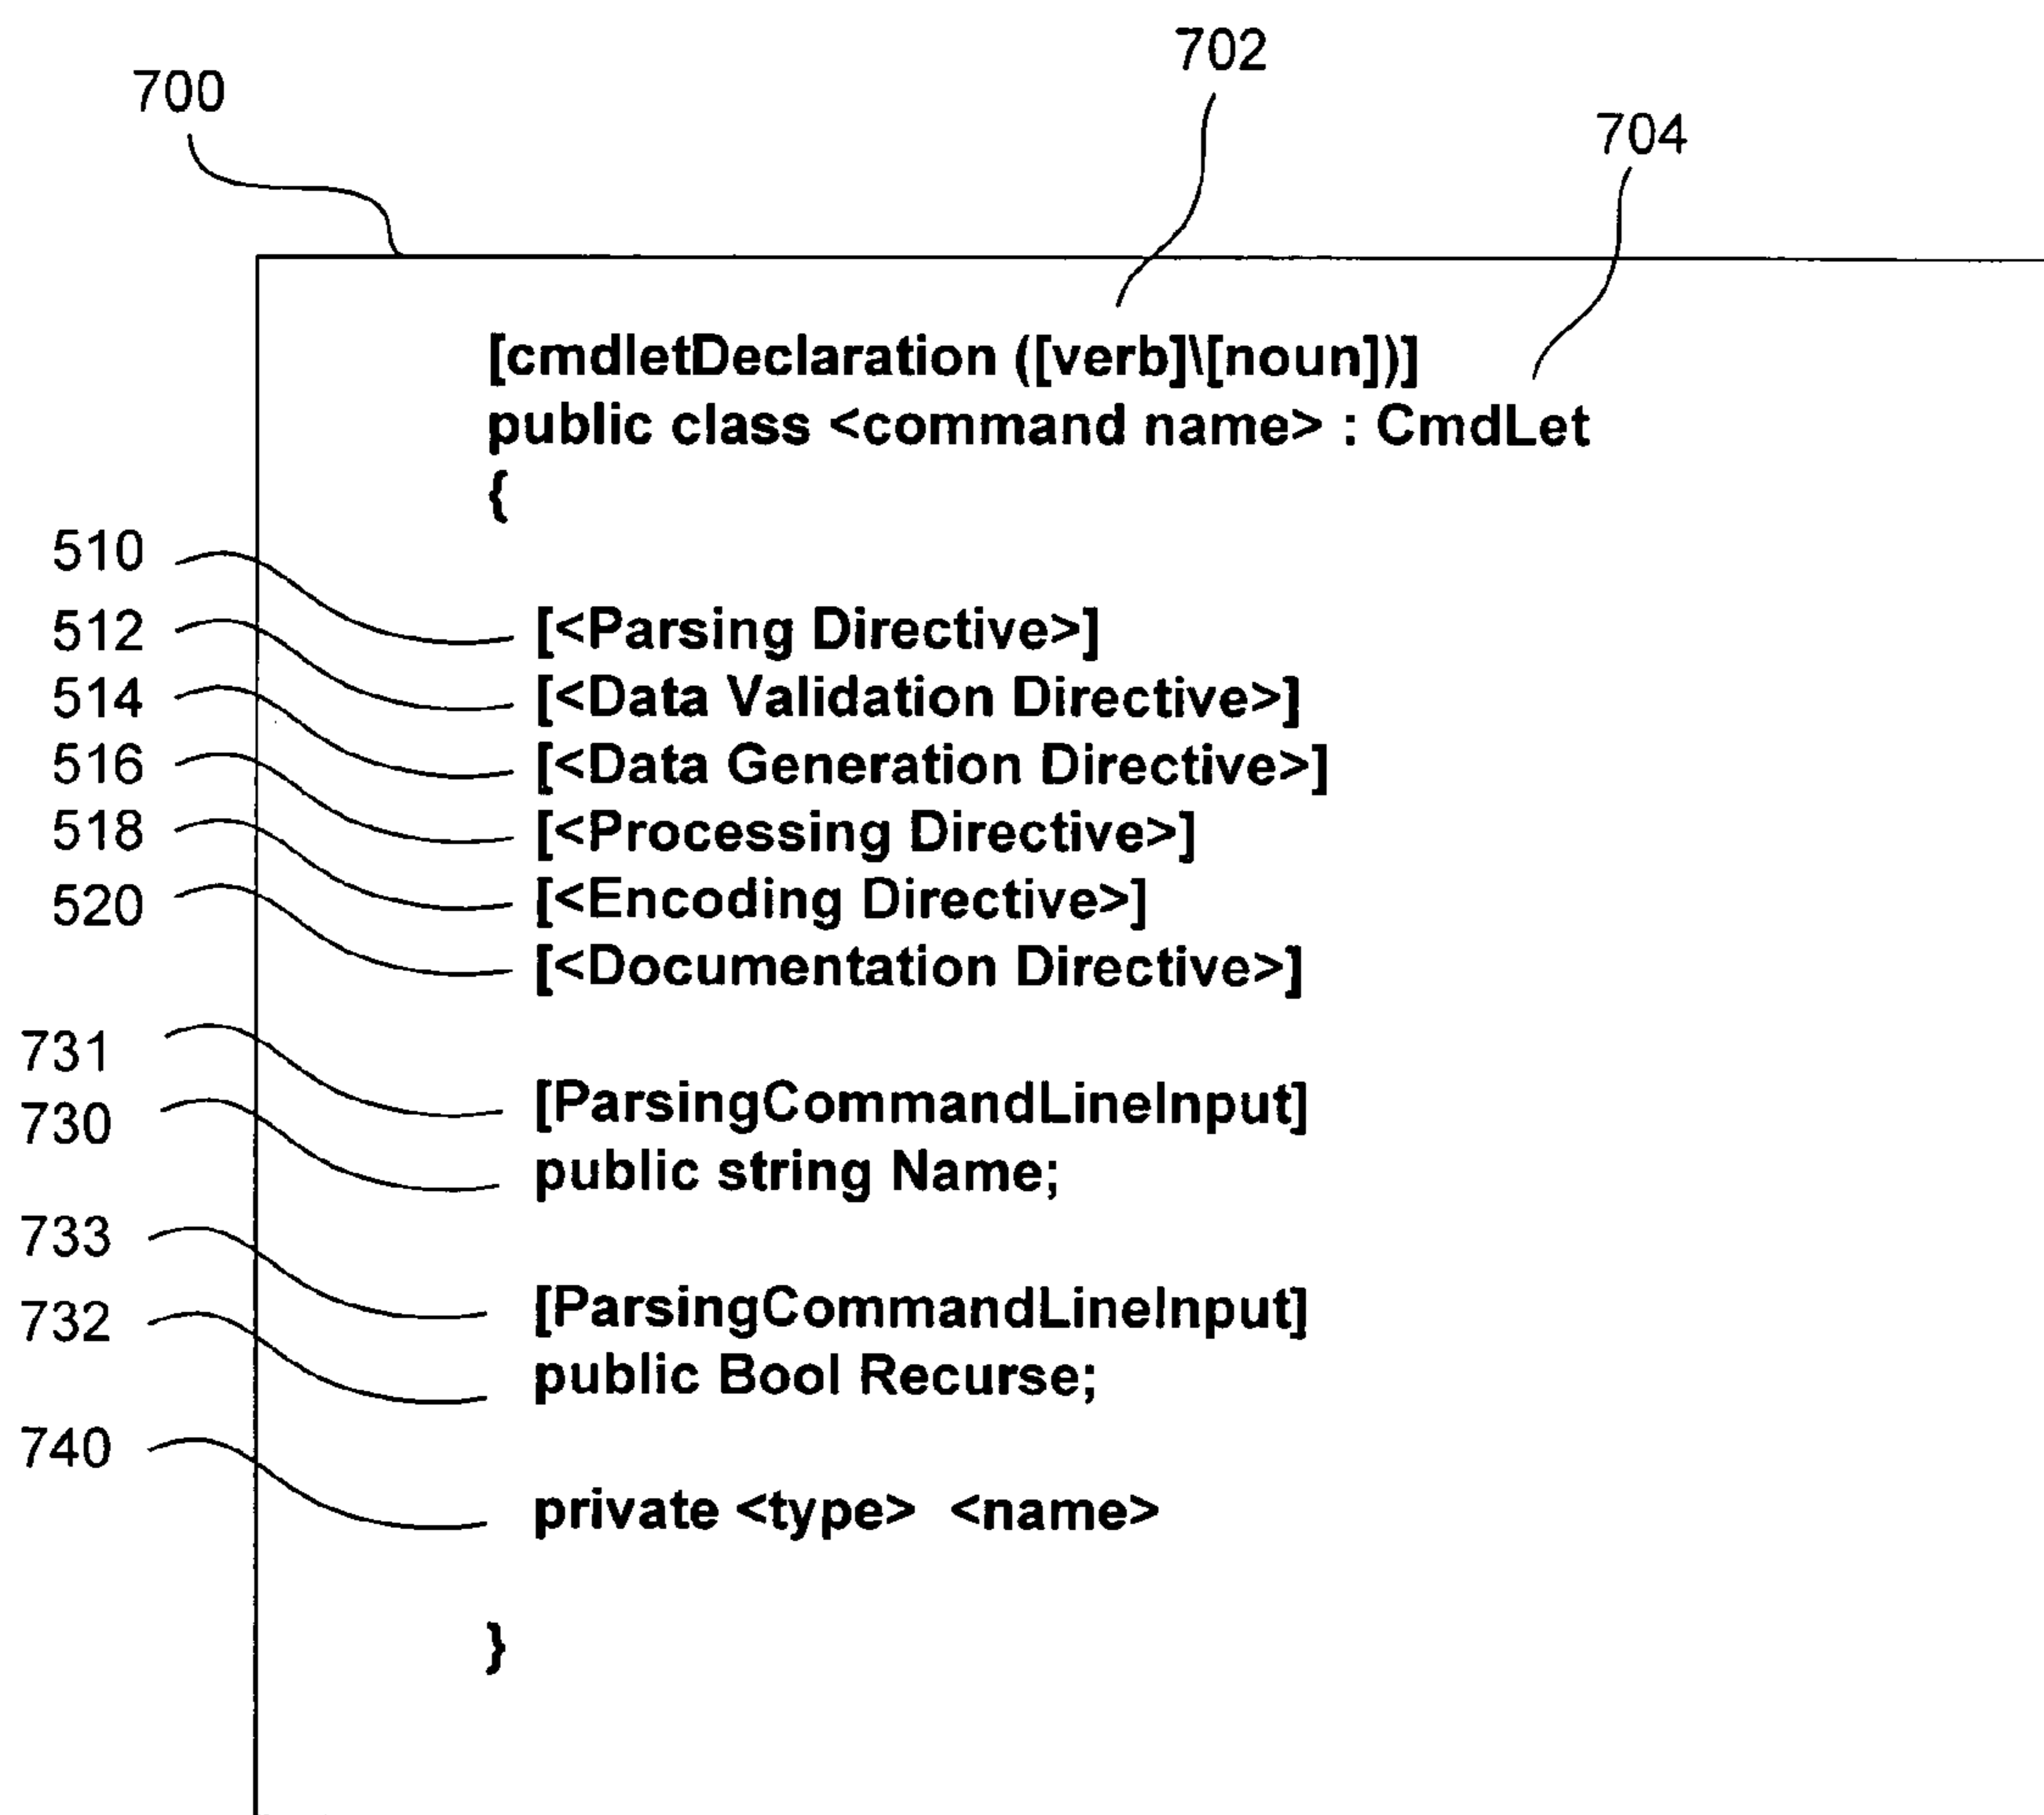 702
700
704
[cmdletDeclaration ([verb]\[noun])]
public class <command name> : CmdLet
{
510
[<Parsing Directive>]
512
[<Data Validation Directive>]
514
[<Data Generation Directive>]
516
[<Processing Directive>]
518
[<Encoding Directive>]
520
[<Documentation Directive>]
731
[ParsingCommandLineInput]
730
public string Name;
733
[ParsingCommandLineInput]
732
public Bool Recurse;
740
private <type> <name>
}